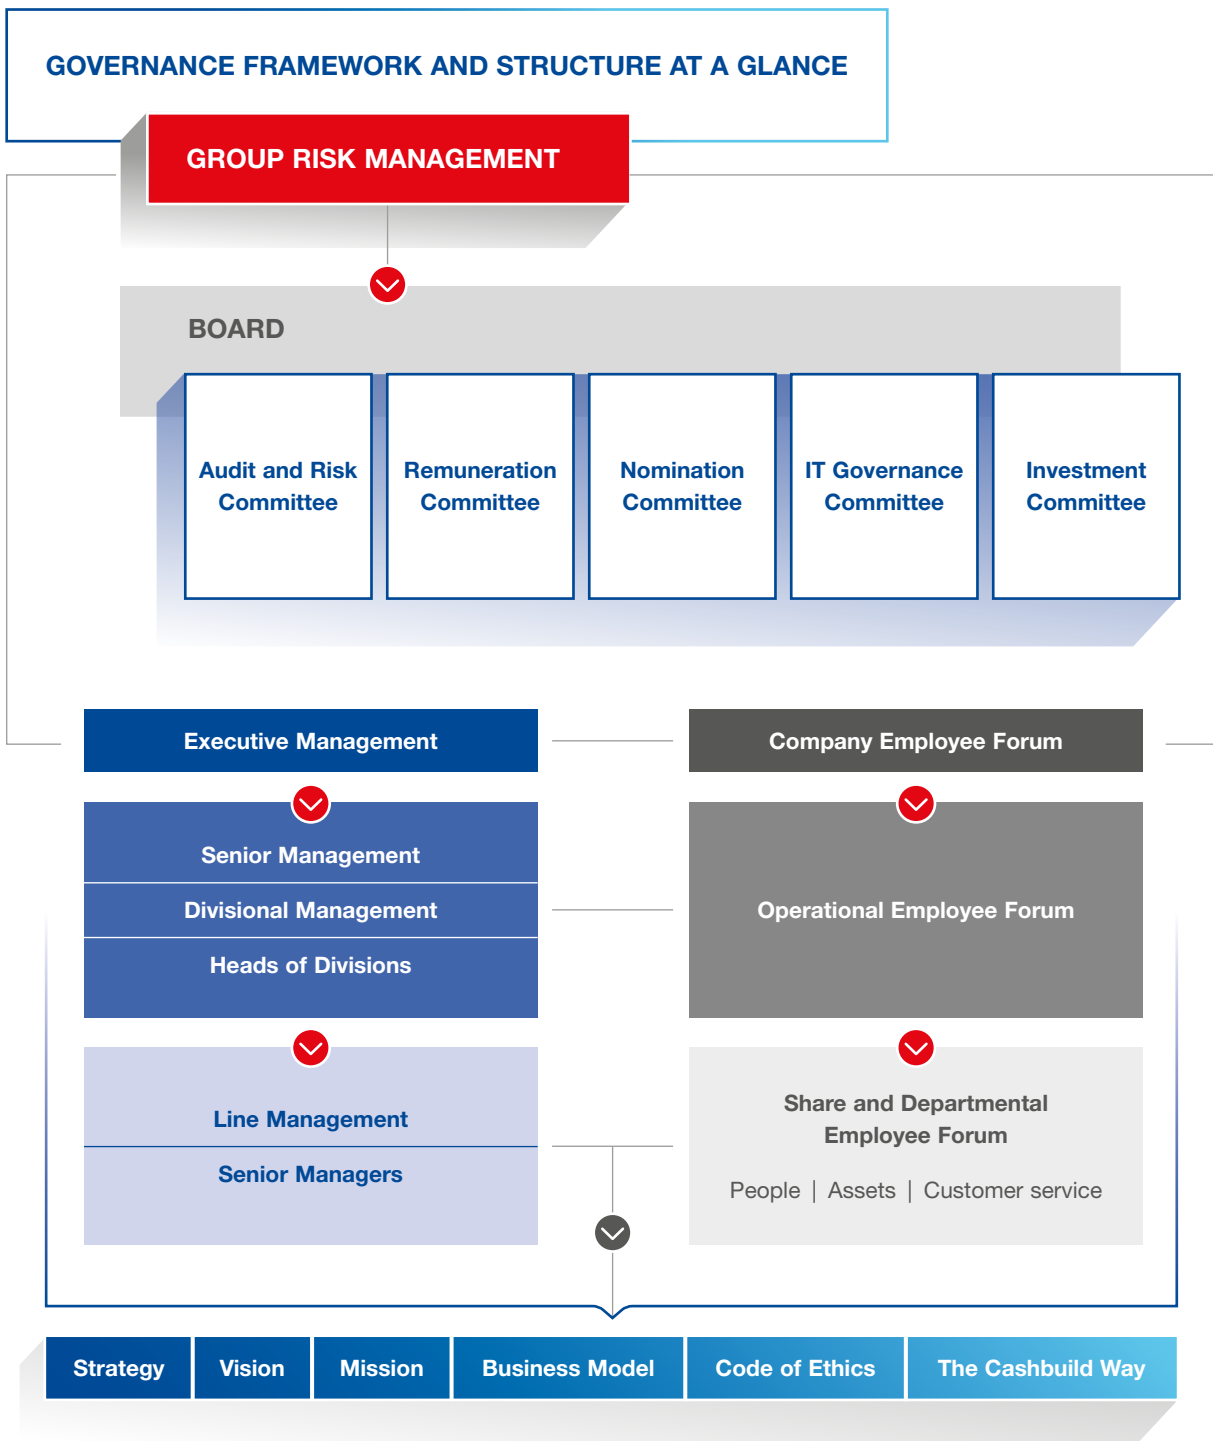 GOVERNANCE FRAMEWORK AND STRUCTURE AT A GLANCE
GROUP RISK MANAGEMENT
BOARD
Audit and Risk
Committee
Remuneration
Committee
Nomination
Committee
IT Governance
Committee
Investment
Committee
Executive Management
Company Employee Forum
Senior Management
Divisional Management
Heads of Divisions
Operational Employee Forum
Line Management
Senior Managers
Share and Departmental
Employee Forum
People | Assets | Customer service
Strategy
Vision
Mission
Business Model
Code of Ethics
The Cashbuild Way